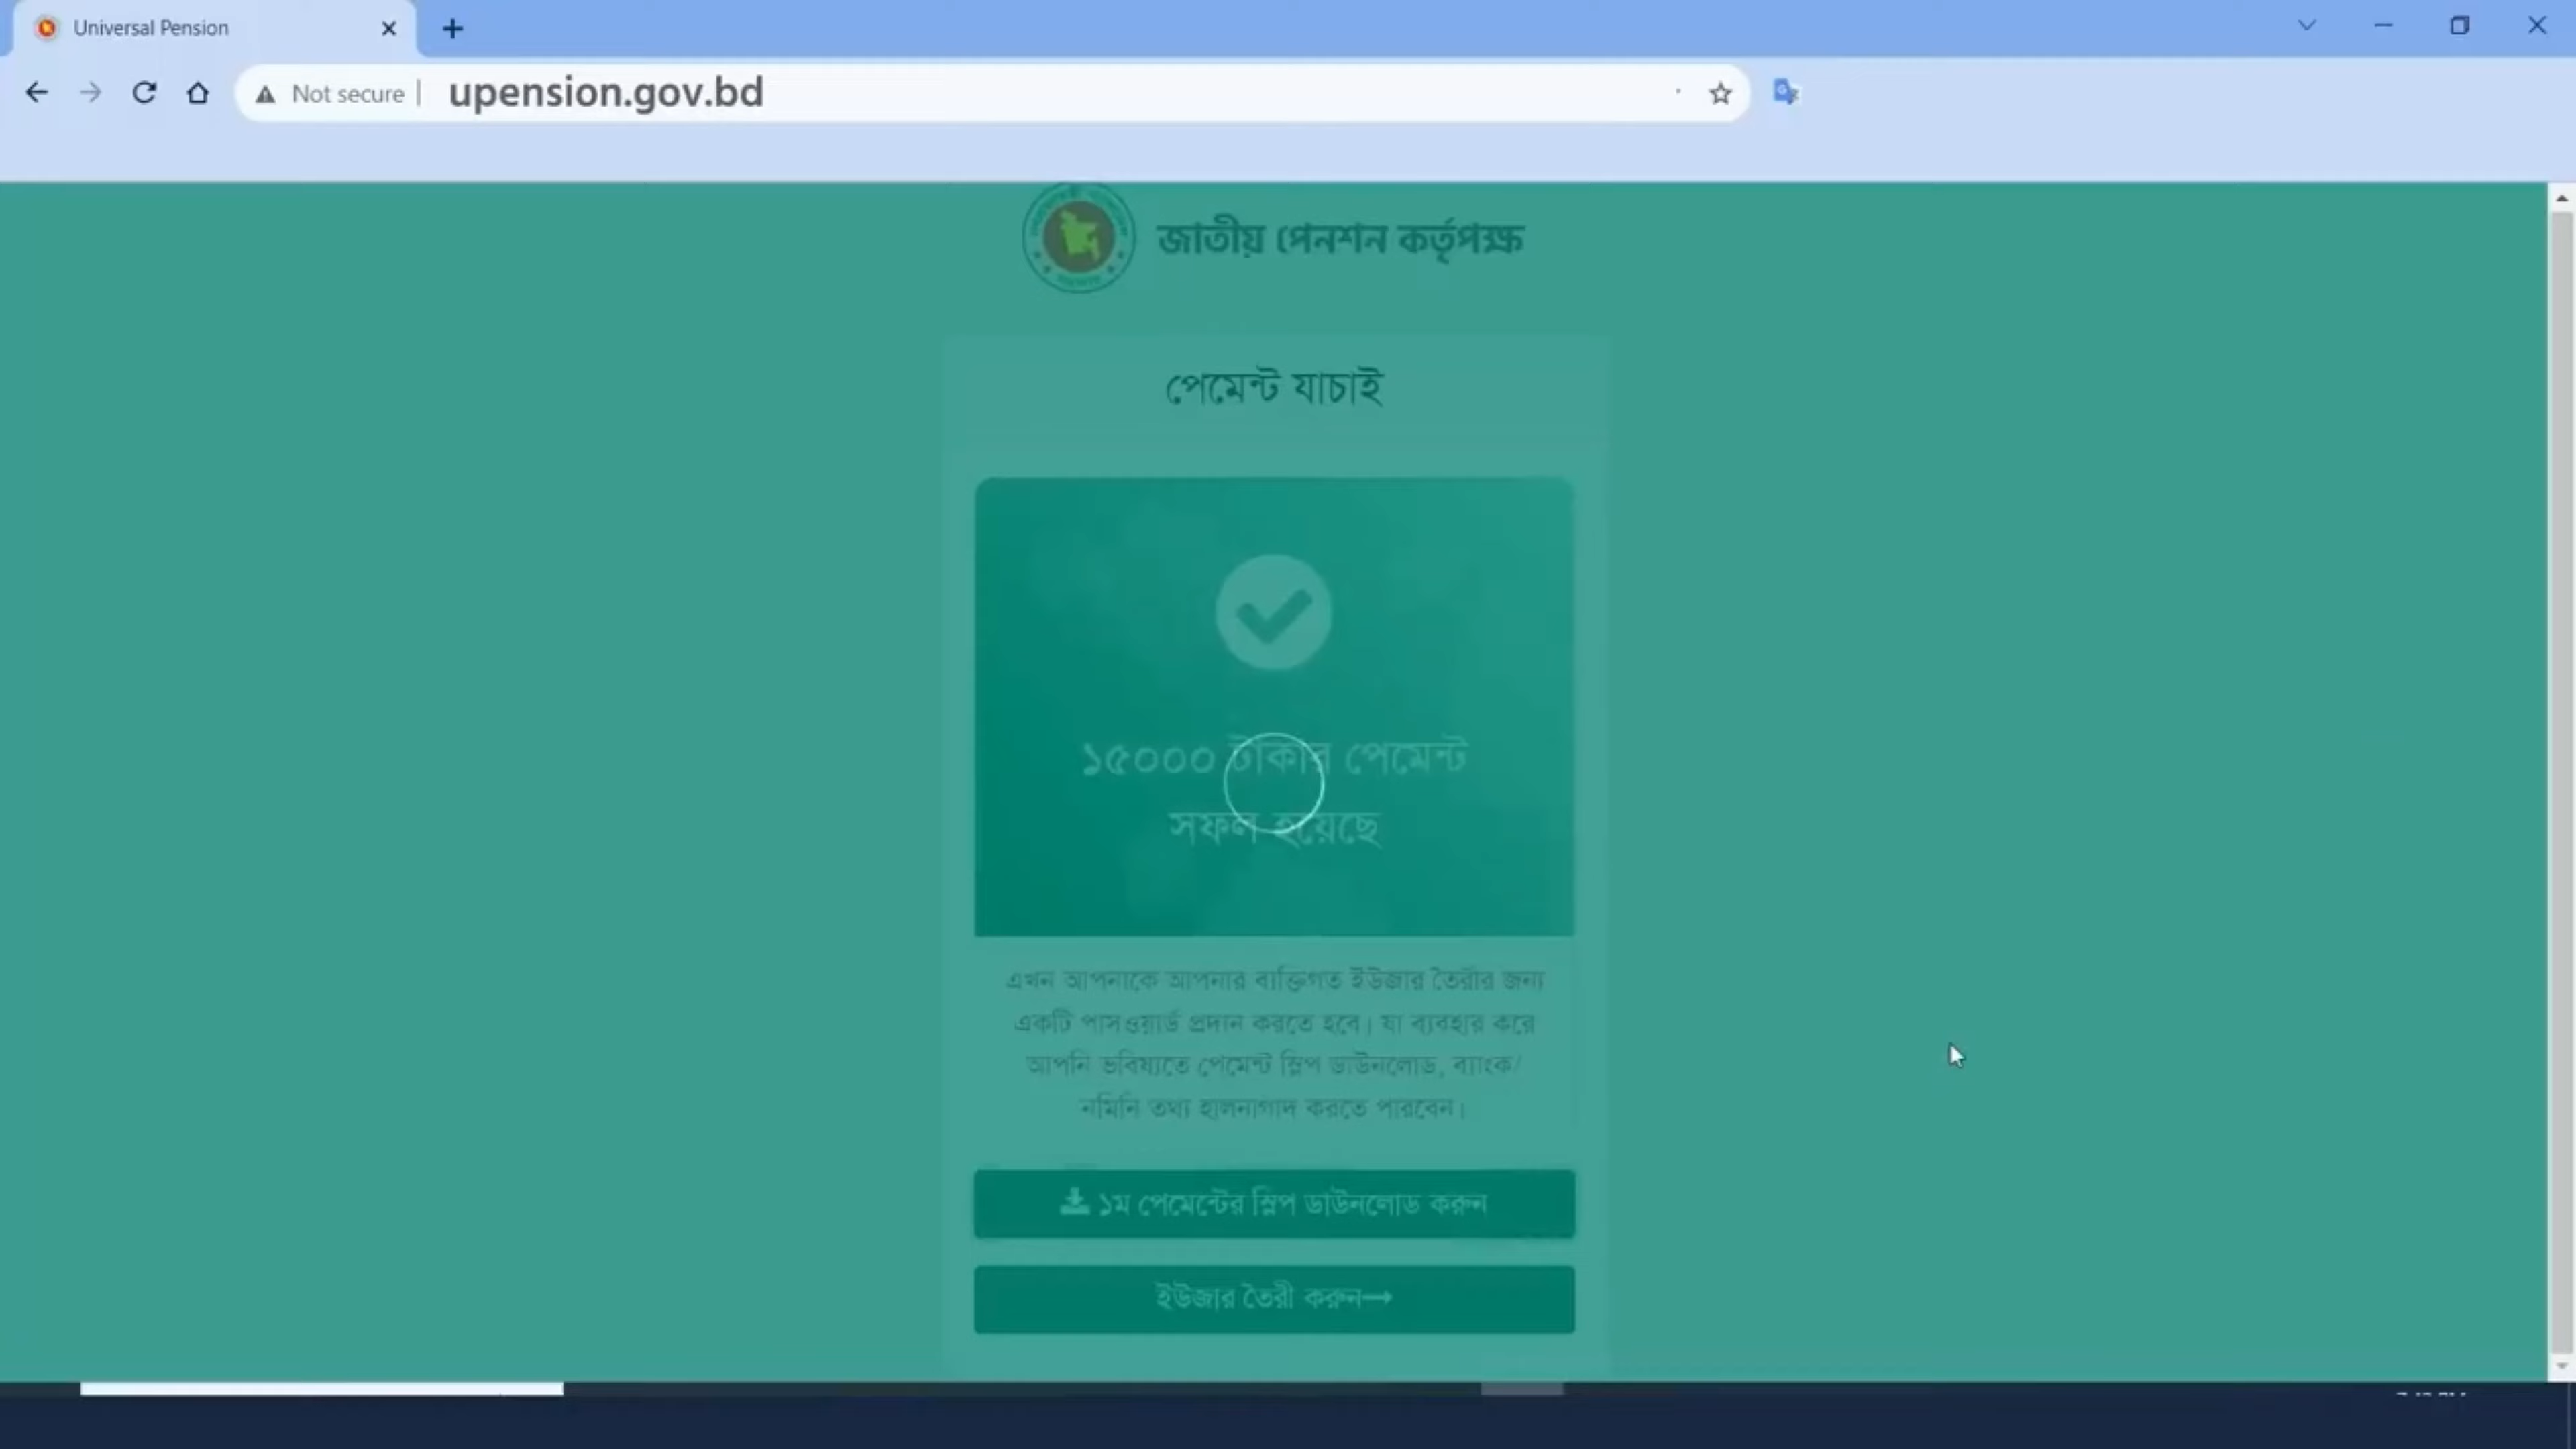 Universal Pension
Not secure | upension.gov.bd
জাতীয় পেনশন কর্তৃপক্ষ
পেমেন্ট যাচাই
১৫০০০ টাকার পেমেন্ট
সফল হয়েছে
এখন আপনাকে আপনার ব্যক্তিগত ইউজার তৈরীর জন্য
একটি পাসওয়ার্ড প্রদান করতে হবে। যা ব্যবহার করে
আপনি ভবিষ্যতে পেমেন্ট স্লিপ ডাউনলোড, ব্যাংক/
নমিনি তথ্য হালনাগাদ করতে পারবেন।
১ম পেমেন্টের স্লিপ ডাউনলোড করুন
ইউজার তৈরী করুন→